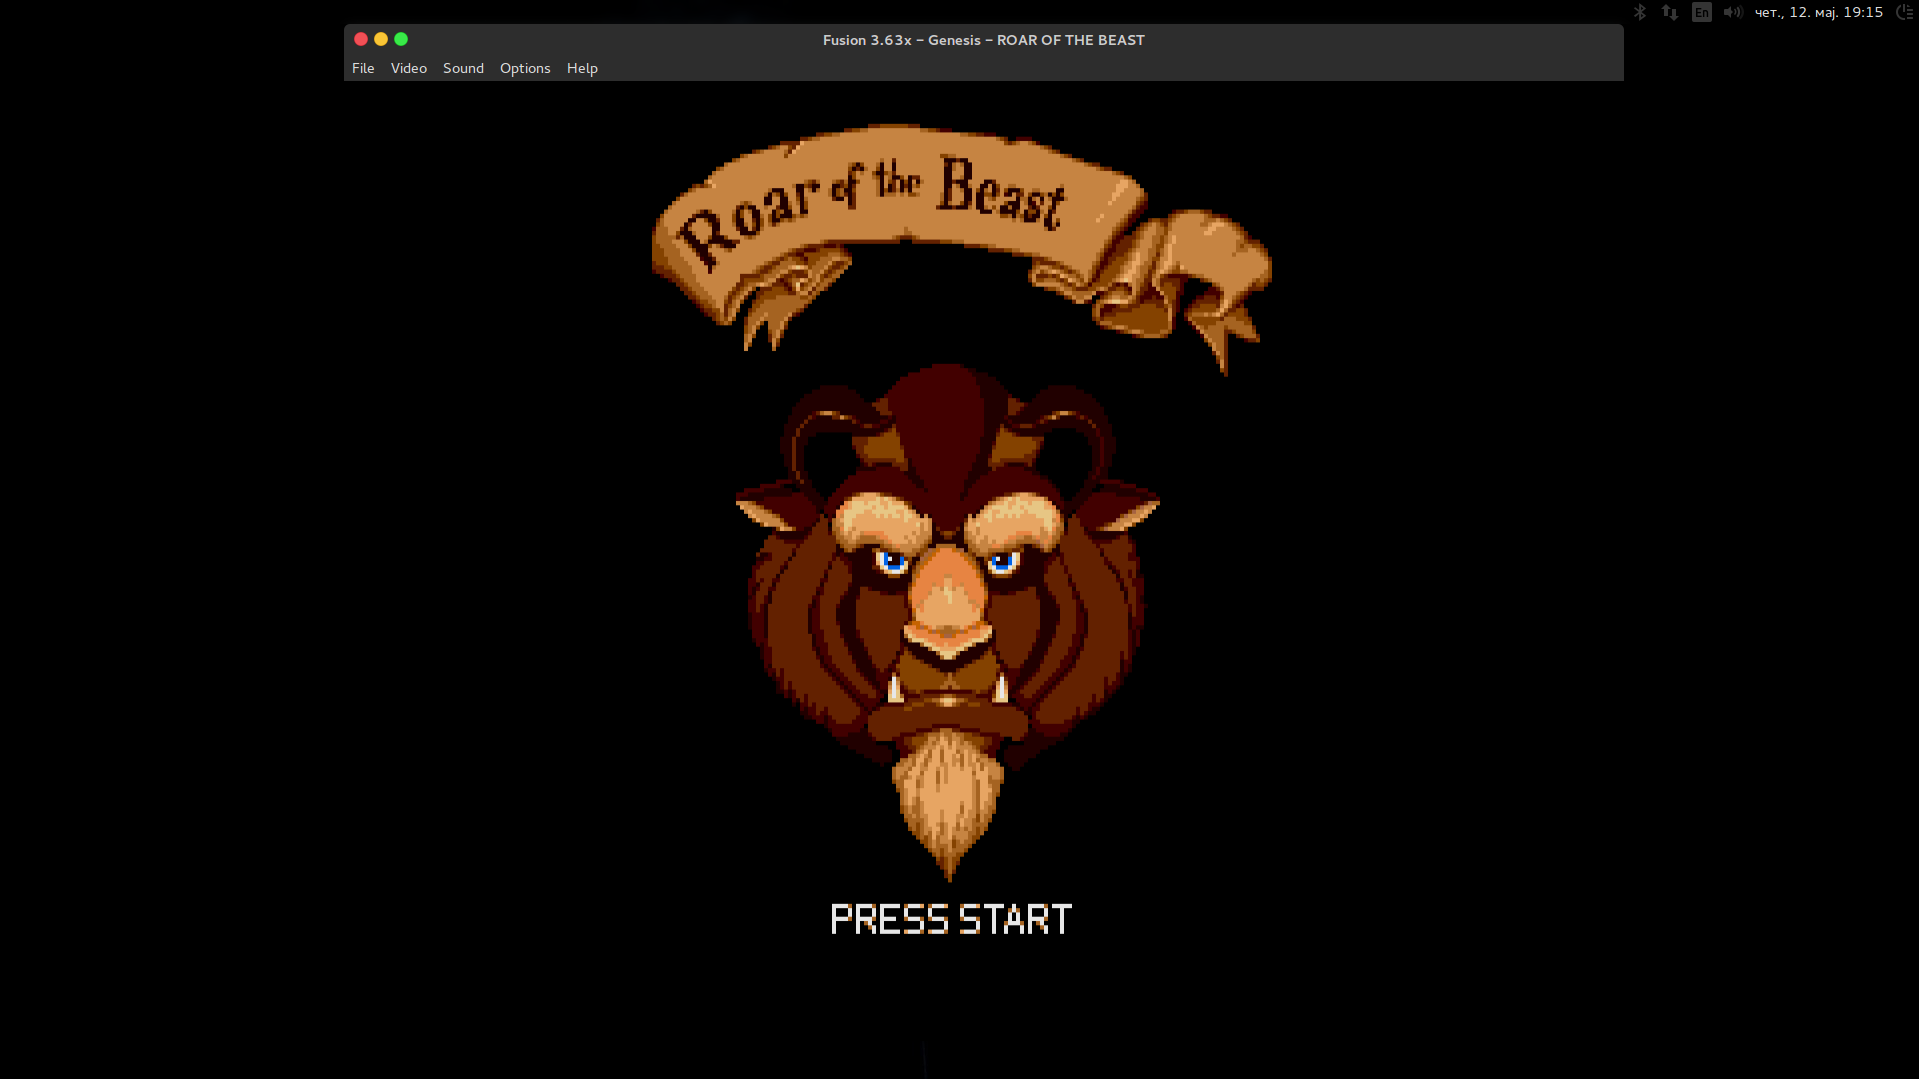 En чет., 12. мај. 19:15
Fusion 3.63x – Genesis – ROAR OF THE BEAST
File Video Sound Options Help
Roar of the Beast
PRESS START